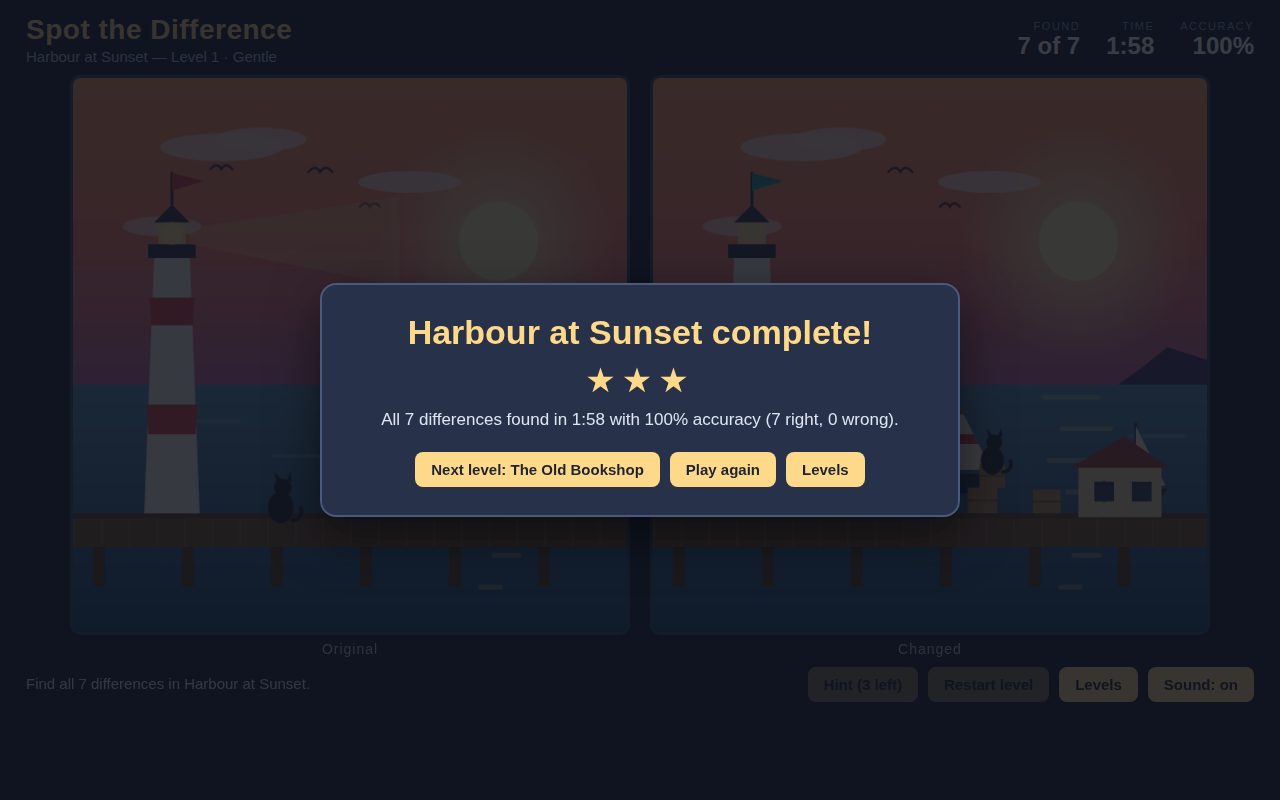 Spot the Difference
Harbour at Sunset — Level 1 · Gentle
FOUND TIME ACCURACY
7 of 7 1:58 100%
Harbour at Sunset complete!
★ ★ ★
All 7 differences found in 1:58 with 100% accuracy (7 right, 0 wrong).
Next level: The Old Bookshop Play again Levels
Original Changed
Find all 7 differences in Harbour at Sunset.
Hint (3 left) Restart level Levels Sound: on